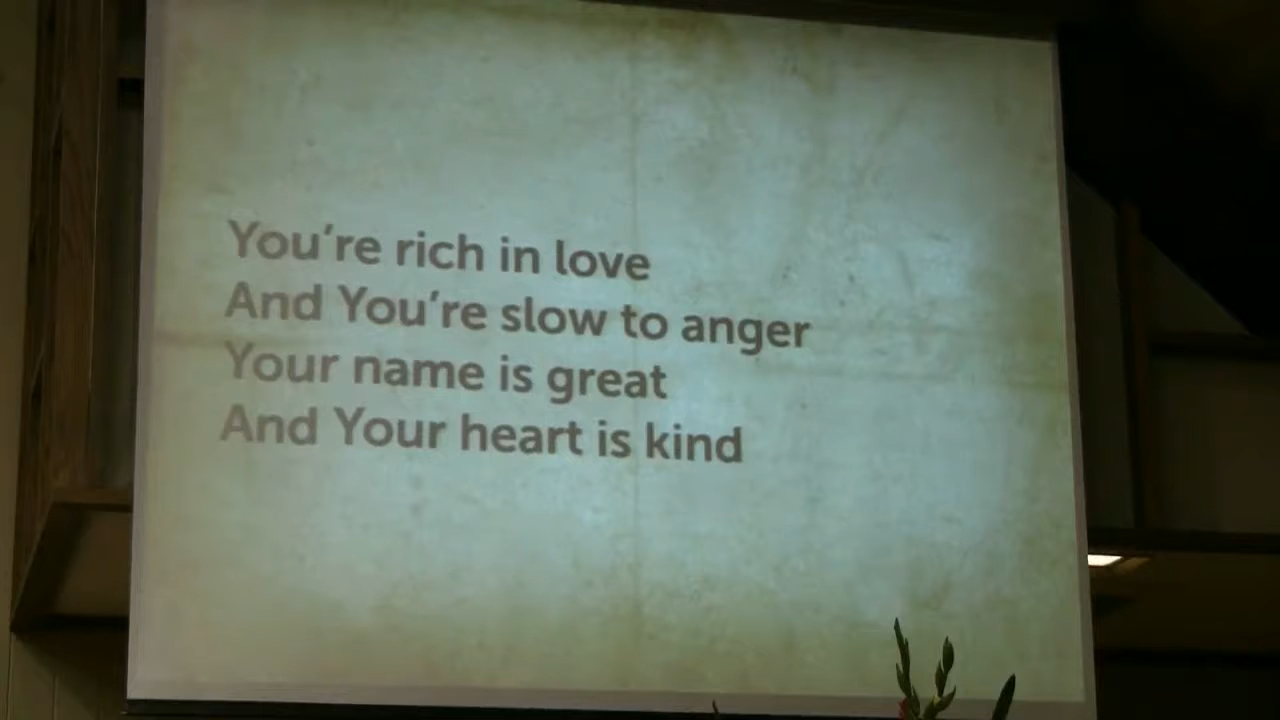 You're rich in love
And You're slow to anger
Your name is great
And Your heart is kind